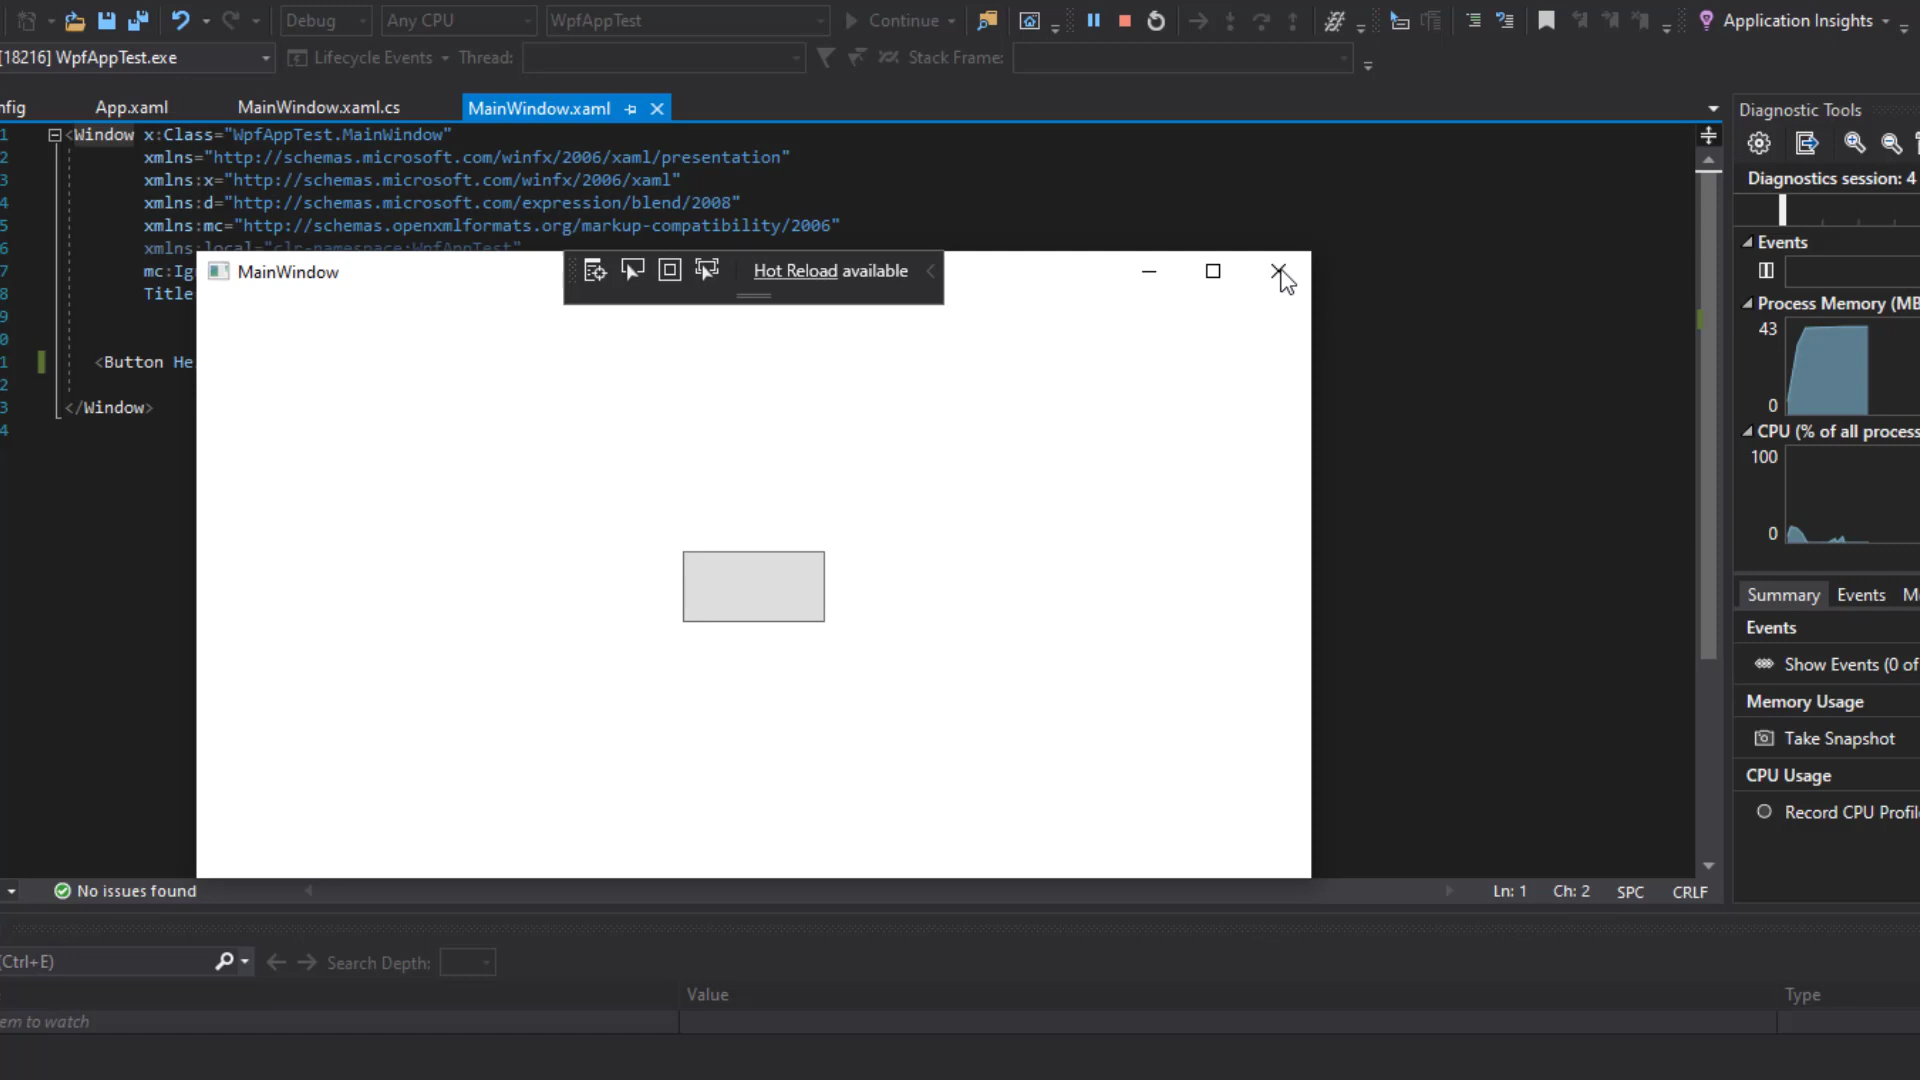 Debug
Any CPU
WpfAppTest
Continue
Application Insights
[18216] WpfAppTest.exe
Lifecycle Events
Thread:
Stack Frame:
nfig
App.xaml
MainWindow.xaml.cs
MainWindow.xaml
Diagnostic Tools
1 <Window x:Class="WpfAppTest.MainWindow"
2 xmlns="http://schemas.microsoft.com/winfx/2006/xaml/presentation"
3 xmlns:x="http://schemas.microsoft.com/winfx/2006/xaml"
4 xmlns:d="http://schemas.microsoft.com/expression/blend/2008"
5 xmlns:mc="http://schemas.openxmlformats.org/markup-compatibility/2006"
6 xmlns:local="clr-namespace:WpfAppTest"
7 mc:Ig
8 Title
9
0
1 <Button He
2
3 </Window>
4
MainWindow
Hot Reload available
Diagnostics session: 4
Events
Process Memory (MB
43
0
CPU (% of all process
100
0
Summary
Events
Me
Events
Show Events (0 of
Memory Usage
Take Snapshot
CPU Usage
Record CPU Profil
No issues found
Ln: 1
Ch: 2
SPC
CRLF
(Ctrl+E)
Search Depth:
Value
Type
em to watch